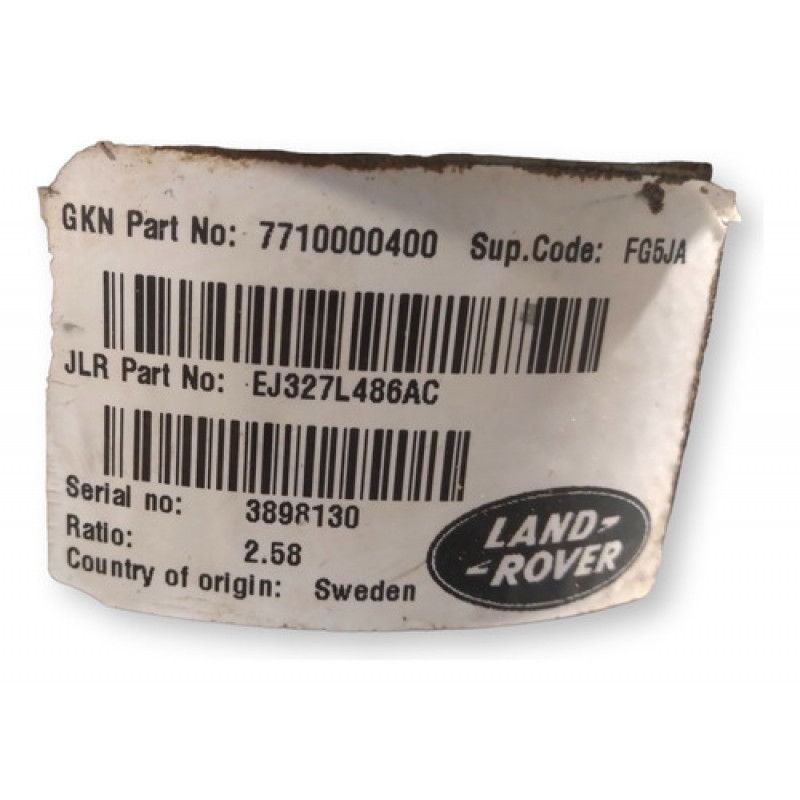 GKN Part No: 7710000400 Sup.Code: FG5JA
JLR Part No: EJ327L486AC
Serial no: 3898130
Ratio: 2.58
Country of origin: Sweden
LAND-
-ROVER